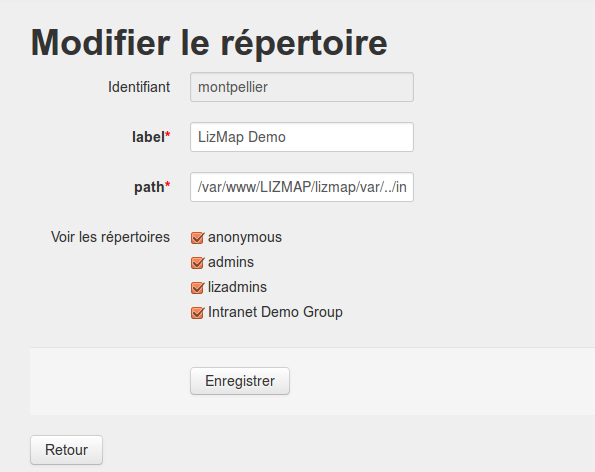 Modifier le répertoire
Identifiant montpellier
label* LizMap Demo
path* /var/www/LIZMAP/lizmap/var/../in
Voir les répertoires anonymous
admins
lizadmins
Intranet Demo Group
Enregistrer
Retour